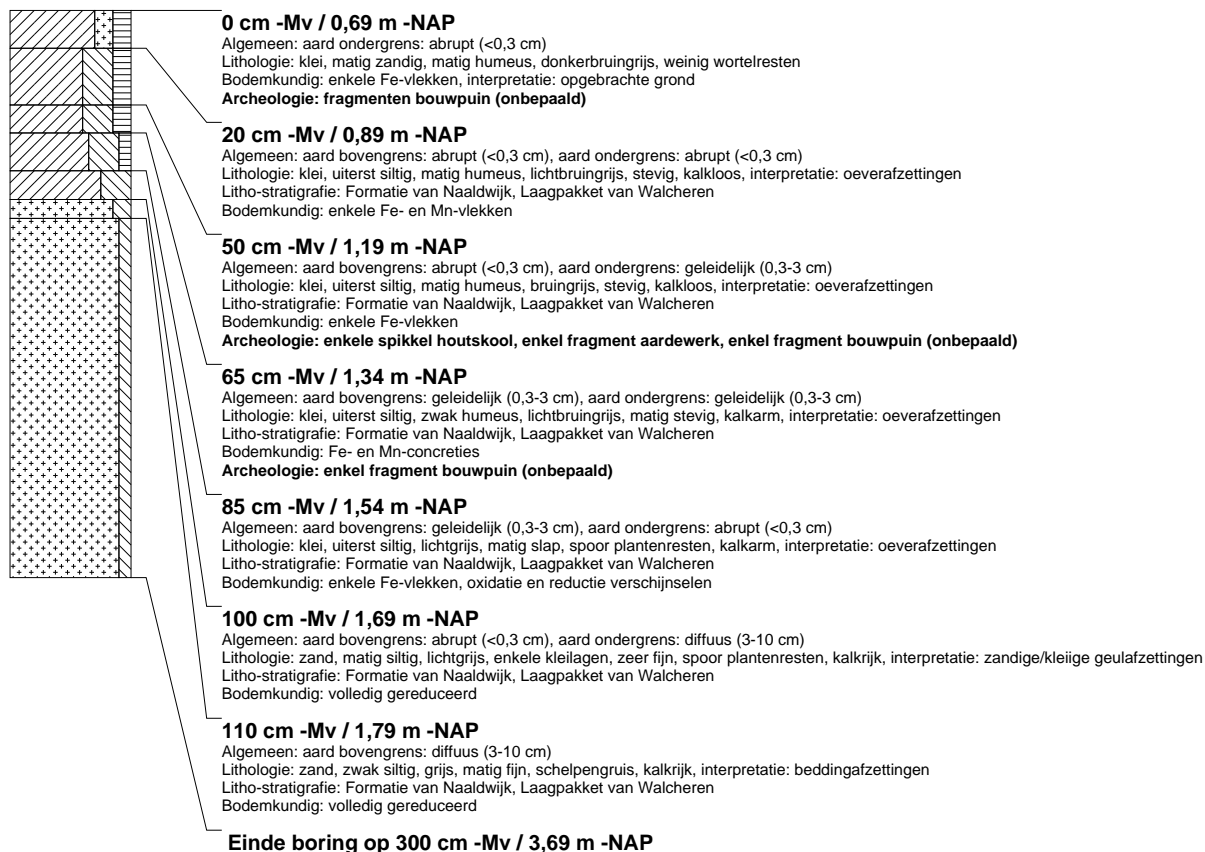 0 cm -Mv / 0,69 m -NAP
Algemeen: aard ondergrens: abrupt (<0,3 cm)
Lithologie: klei, matig zandig, matig humeus, donkerbruingrijs, weinig wortelresten
Bodemkundig: enkele Fe-vlekken, interpretatie: opgebrachte grond
Archeologie: fragmenten bouwpuin (onbepaald)
20 cm -Mv / 0,89 m -NAP
Algemeen: aard bovengrens: abrupt (<0,3 cm), aard ondergrens: abrupt (<0,3 cm)
Lithologie: klei, uiterst siltig, matig humeus, lichtbruingrijs, stevig, kalkloos, interpretatie: oeverafzettingen
Litho-stratigrafie: Formatie van Naaldwijk, Laagpakket van Walcheren
Bodemkundig: enkele Fe- en Mn-vlekken
50 cm -Mv / 1,19 m -NAP
Algemeen: aard bovengrens: abrupt (<0,3 cm), aard ondergrens: geleidelijk (0,3-3 cm)
Lithologie: klei, uiterst siltig, matig humeus, bruingrijs, stevig, kalkloos, interpretatie: oeverafzettingen
Litho-stratigrafie: Formatie van Naaldwijk, Laagpakket van Walcheren
Bodemkundig: enkele Fe-vlekken
Archeologie: enkele spikkel houtskool, enkel fragment aardewerk, enkel fragment bouwpuin (onbepaald)
65 cm -Mv / 1,34 m -NAP
Algemeen: aard bovengrens: geleidelijk (0,3-3 cm), aard ondergrens: geleidelijk (0,3-3 cm)
Lithologie: klei, uiterst siltig, zwak humeus, lichtbruingrijs, matig stevig, kalkarm, interpretatie: oeverafzettingen
Litho-stratigrafie: Formatie van Naaldwijk, Laagpakket van Walcheren
Bodemkundig: Fe- en Mn-concreties
Archeologie: enkel fragment bouwpuin (onbepaald)
85 cm -Mv / 1,54 m -NAP
Algemeen: aard bovengrens: geleidelijk (0,3-3 cm), aard ondergrens: abrupt (<0,3 cm)
Lithologie: klei, uiterst siltig, lichtgrijs, matig slap, spoor plantenresten, kalkarm, interpretatie: oeverafzettingen
Litho-stratigrafie: Formatie van Naaldwijk, Laagpakket van Walcheren
Bodemkundig: enkele Fe-vlekken, oxidatie en reductie verschijnselen
100 cm -Mv / 1,69 m -NAP
Algemeen: aard bovengrens: abrupt (<0,3 cm), aard ondergrens: diffuus (3-10 cm)
Lithologie: zand, matig siltig, lichtgrijs, enkele kleilagen, zeer fijn, spoor plantenresten, kalkrijk, interpretatie: zandige/kleiige geulafzettingen
Litho-stratigrafie: Formatie van Naaldwijk, Laagpakket van Walcheren
Bodemkundig: volledig gereduceerd
110 cm -Mv / 1,79 m -NAP
Algemeen: aard bovengrens: diffuus (3-10 cm)
Lithologie: zand, zwak siltig, grijs, matig fijn, schelpengruis, kalkrijk, interpretatie: beddingafzettingen
Litho-stratigrafie: Formatie van Naaldwijk, Laagpakket van Walcheren
Bodemkundig: volledig gereduceerd
Einde boring op 300 cm -Mv / 3,69 m -NAP